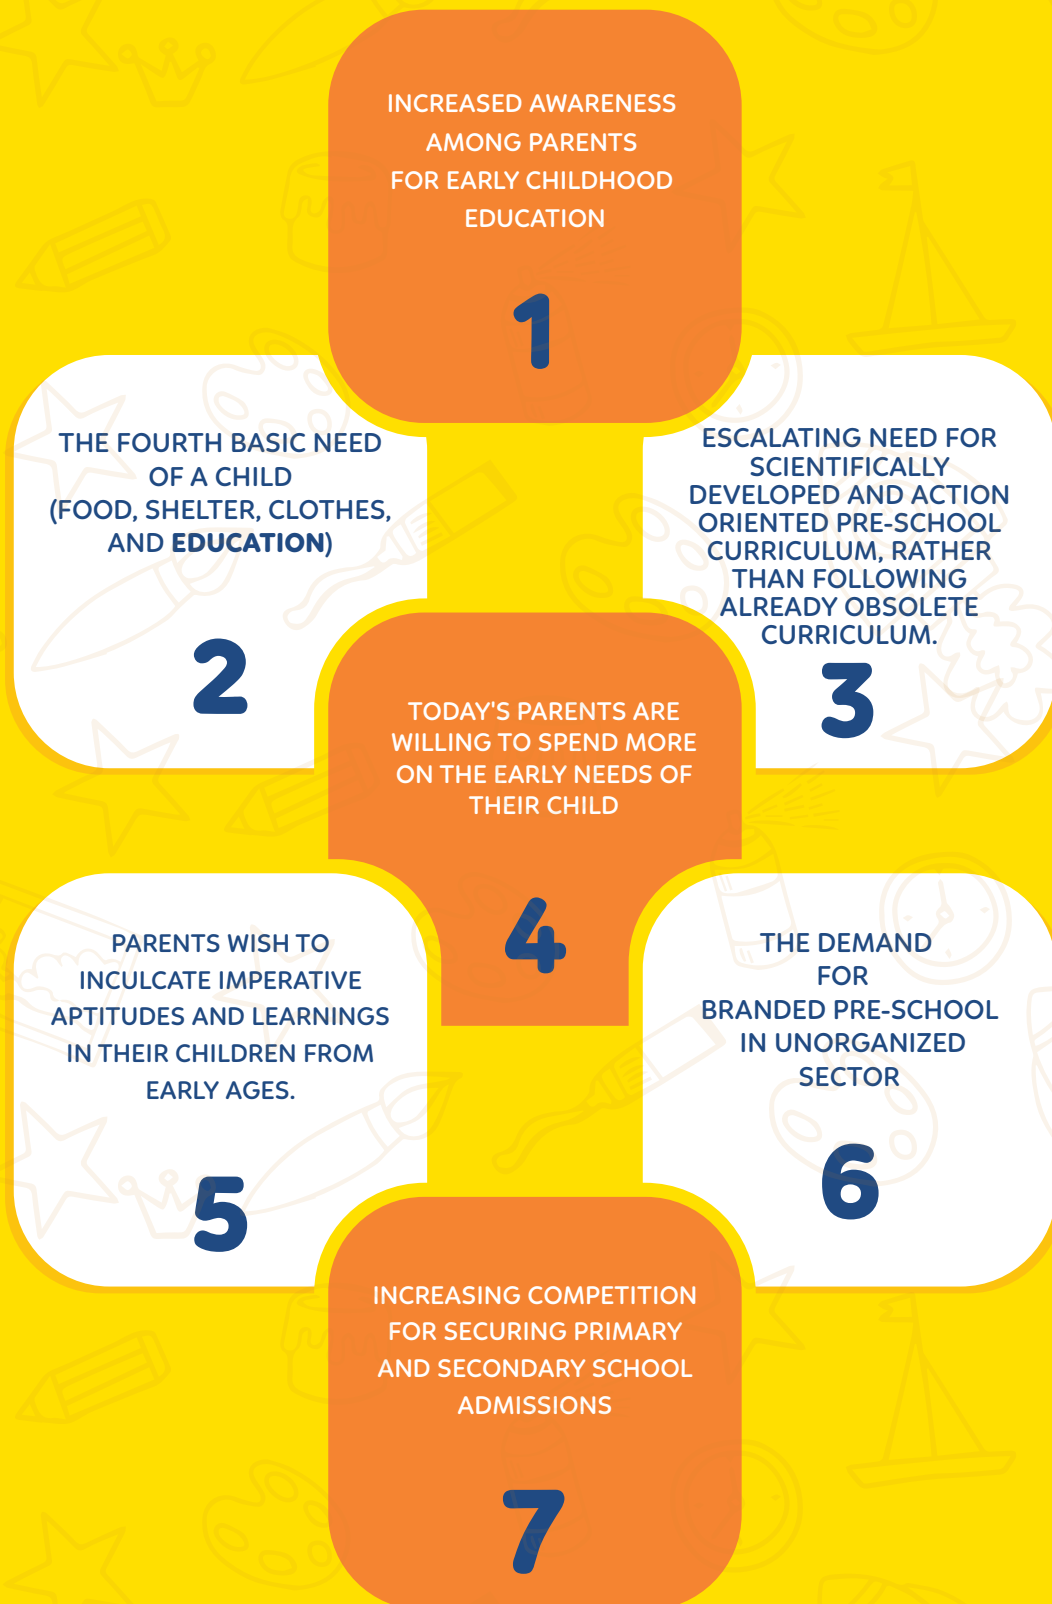 INCREASED AWARENESS
AMONG PARENTS
FOR EARLY CHILDHOOD
EDUCATION
1
THE FOURTH BASIC NEED
OF A CHILD
(FOOD, SHELTER, CLOTHES,
AND EDUCATION)
2
ESCALATING NEED FOR
SCIENTIFICALLY
DEVELOPED AND ACTION
ORIENTED PRE-SCHOOL
CURRICULUM, RATHER
THAN FOLLOWING
ALREADY OBSOLETE
CURRICULUM.
3
TODAY'S PARENTS ARE
WILLING TO SPEND MORE
ON THE EARLY NEEDS OF
THEIR CHILD
4
PARENTS WISH TO
INCULCATE IMPERATIVE
APTITUDES AND LEARNINGS
IN THEIR CHILDREN FROM
EARLY AGES.
5
THE DEMAND
FOR
BRANDED PRE-SCHOOL
IN UNORGANIZED
SECTOR
6
INCREASING COMPETITION
FOR SECURING PRIMARY
AND SECONDARY SCHOOL
ADMISSIONS
7